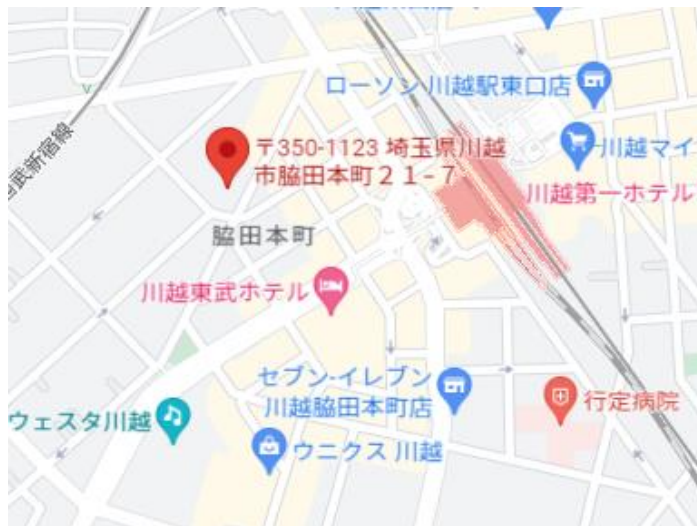 ローソン 川越駅東口店
〒350-1123 埼玉県川越
市脇田本町２１−７
川越マイ
川越第一ホテル
西武新宿線
脇田本町
川越東武ホテル
セブン-イレブン
川越脇田本町店
行定病院
ウェスタ川越
ウニクス 川越